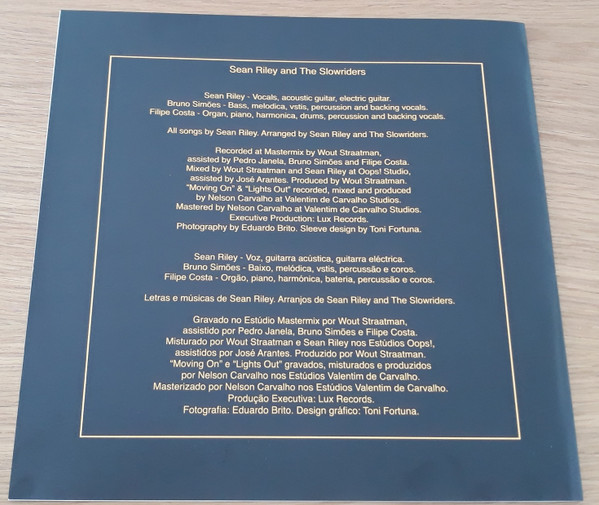 Sean Riley and The Slowriders
Sean Riley - Vocals, acoustic guitar, electric guitar.
Bruno Simões - Bass, melodica, vstis, percussion and backing vocals.
Filipe Costa - Organ, piano, harmonica, drums, percussion and backing vocals.
All songs by Sean Riley. Arranged by Sean Riley and The Slowriders.
Recorded at Mastermix by Wout Straatman,
assisted by Pedro Janela, Bruno Simões and Filipe Costa.
Mixed by Wout Straatman and Sean Riley at Oops! Studio,
assisted by José Arantes. Produced by Wout Straatman.
"Moving On" & "Lights Out" recorded, mixed and produced
by Nelson Carvalho at Valentim de Carvalho Studios.
Mastered by Nelson Carvalho at Valentim de Carvalho Studios.
Executive Production: Lux Records.
Photography by Eduardo Brito. Sleeve design by Toni Fortuna.
Sean Riley - Voz, guitarra acústica, guitarra eléctrica.
Bruno Simões - Baixo, melódica, vstis, percussão e coros.
Filipe Costa - Orgão, piano, harmónica, bateria, percussão e coros.
Letras e músicas de Sean Riley. Arranjos de Sean Riley and The Slowriders.
Gravado no Estúdio Mastermix por Wout Straatman,
assistido por Pedro Janela, Bruno Simões e Filipe Costa.
Misturado por Wout Straatman e Sean Riley nos Estúdios Oops!,
assistidos por José Arantes. Produzido por Wout Straatman.
"Moving On" e "Lights Out" gravados, misturados e produzidos
por Nelson Carvalho nos Estúdios Valentim de Carvalho.
Masterizado por Nelson Carvalho nos Estúdios Valentim de Carvalho.
Produção Executiva: Lux Records.
Fotografia: Eduardo Brito. Design gráfico: Toni Fortuna.